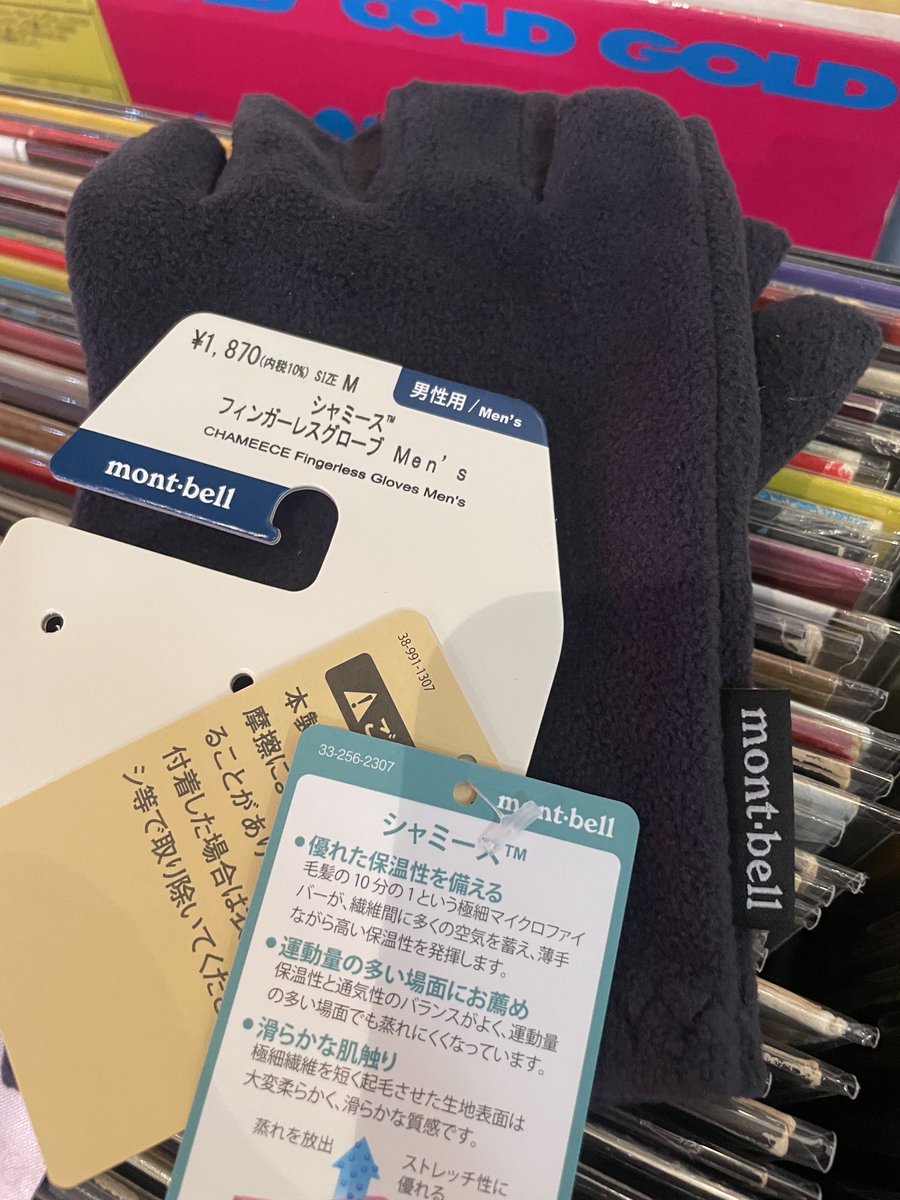 GOLD GOLD
¥1,870(内税10%) SIZE M
男性用/Men's
シャミース™
フィンガーレスグローブ Men's
CHAMEECE Fingerless Gloves Men's
mont·bell
38-991-1307
本製
摩擦に
ることがあ
付着した場合は
シ等で取り除いてくだ
33-256-2307
mont·bell
シャミース™
●優れた保温性を備える
毛髪の10分の1という極細マイクロファイ
バーが、繊維間に多くの空気を蓄え、薄手
ながら高い保温性を発揮します。
●運動量の多い場面にお薦め
保温性と通気性のバランスがよく、運動量
の多い場面でも蒸れにくくなっています。
●滑らかな肌触り
極細繊維を短く起毛させた生地表面は
大変柔らかく、滑らかな質感です。
蒸れを放出
ストレッチ性に
優れる
mont·bell